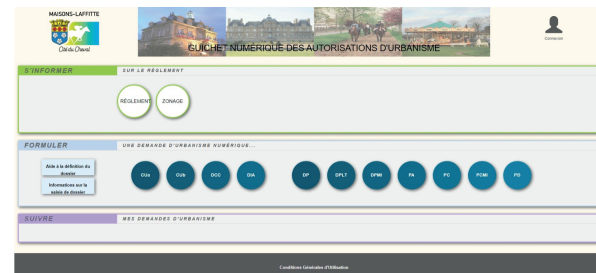 MAISONS-LAFFITTE
Cité du Cheval
GUICHET NUMÉRIQUE DES AUTORISATIONS D'URBANISME
Connexion
S'INFORMER
SUR LE RÈGLEMENT
RÈGLEMENT
ZONAGE
FORMULER
UNE DEMANDE D'URBANISME NUMÉRIQUE...
Aide à la définition du
dossier
Informations sur la
saisie de dossier
CUa
CUb
DCC
DIA
DP
DPLT
DPMI
PA
PC
PCMI
PD
SUIVRE
MES DEMANDES D'URBANISME
Conditions Générales d'Utilisation